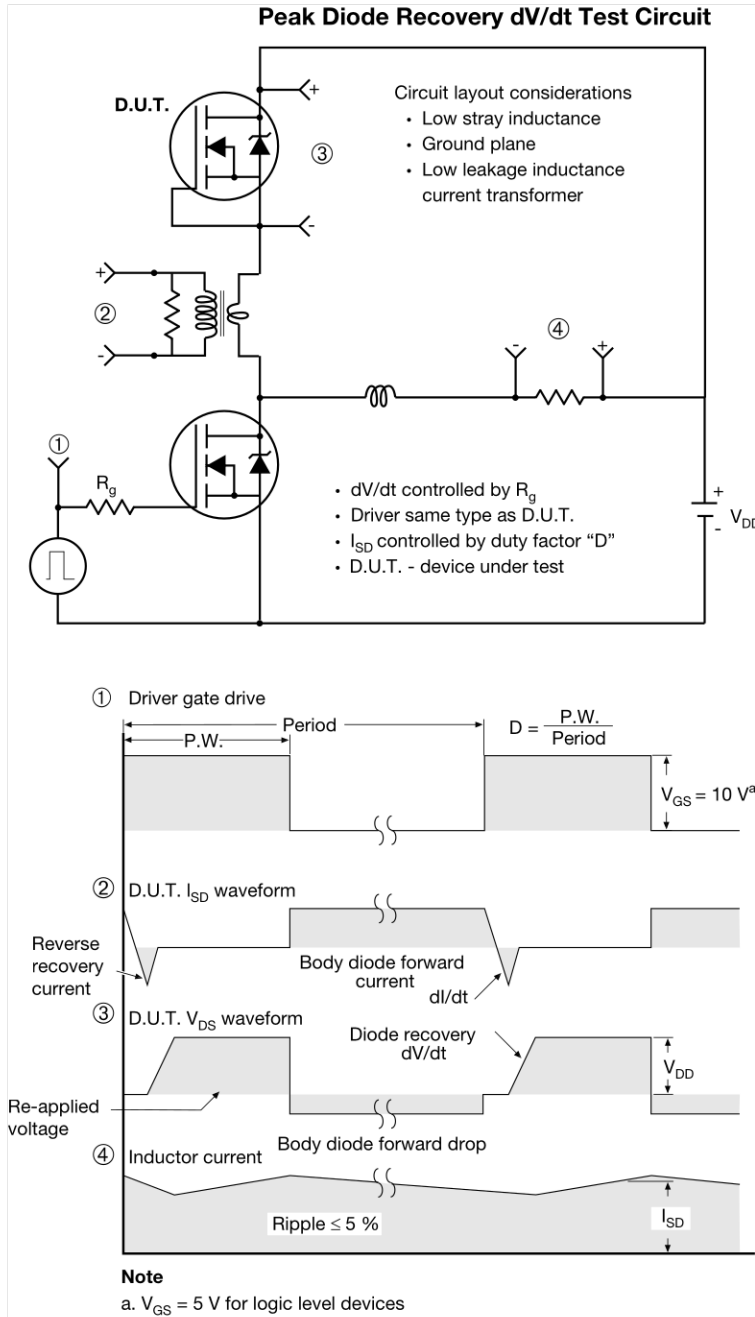 Peak Diode Recovery dV/dt Test Circuit
D.U.T.
+
-
③
Circuit layout considerations
• Low stray inductance
• Ground plane
• Low leakage inductance
current transformer
+
②
-
④
-
+
①
Rg
• dV/dt controlled by Rg
• Driver same type as D.U.T.
• ISD controlled by duty factor “D”
• D.U.T. - device under test
+
-
VDD
① Driver gate drive
Period
P.W.
D = P.W.
Period
VGS = 10 Va
② D.U.T. ISD waveform
Reverse
recovery
current
Body diode forward
current
dI/dt
③ D.U.T. VDS waveform
Diode recovery
dV/dt
VDD
Re-applied
voltage
Body diode forward drop
④ Inductor current
Ripple ≤ 5 %
ISD
Note
a. VGS = 5 V for logic level devices